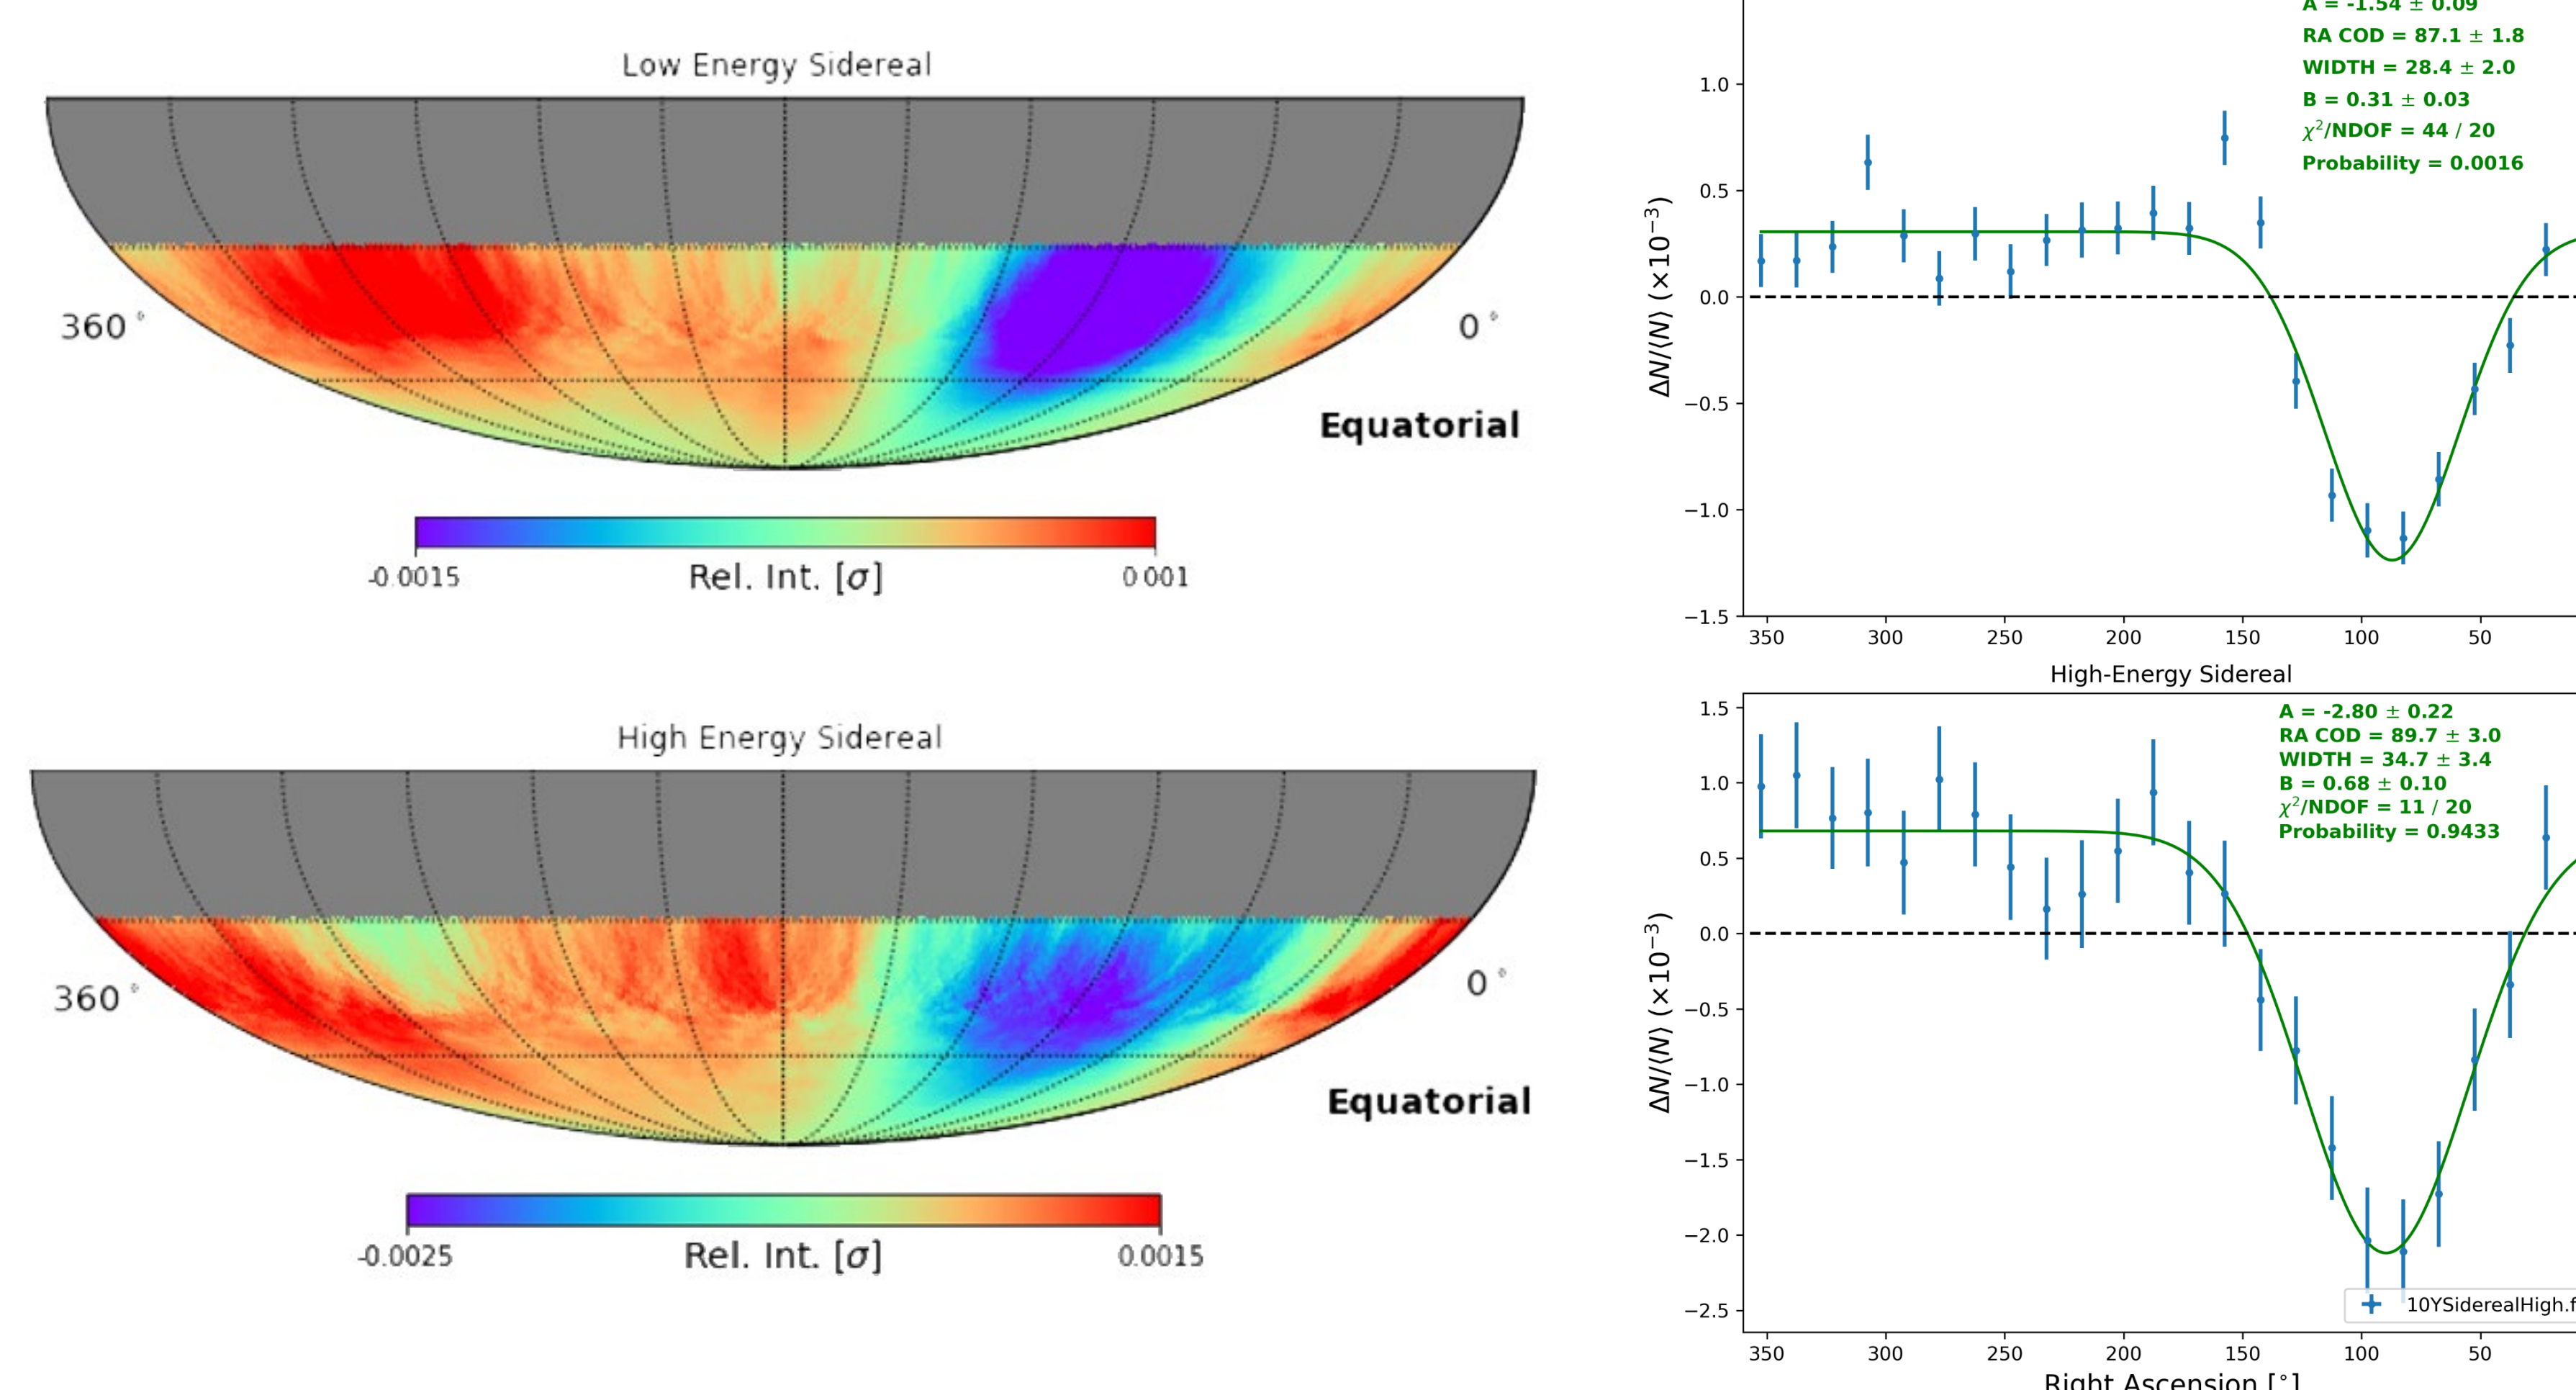 Low Energy Sidereal
360°
0°
Equatorial
-0.0015
0 001
Rel. Int. [σ]
High Energy Sidereal
360°
0°
Equatorial
-0.0025
0.0015
Rel. Int. [σ]
A = -1.54 ± 0.09
RA COD = 87.1 ± 1.8
WIDTH = 28.4 ± 2.0
B = 0.31 ± 0.03
χ²/NDOF = 44 / 20
Probability = 0.0016
1.0
0.5
0.0
−0.5
−1.0
−1.5
ΔN/⟨N⟩ (×10⁻³)
350 300 250 200 150 100 50
High-Energy Sidereal
A = -2.80 ± 0.22
RA COD = 89.7 ± 3.0
WIDTH = 34.7 ± 3.4
B = 0.68 ± 0.10
χ²/NDOF = 11 / 20
Probability = 0.9433
1.5
1.0
0.5
0.0
−0.5
−1.0
−1.5
−2.0
−2.5
ΔN/⟨N⟩ (×10⁻³)
10YSiderealHigh.f
350 300 250 200 150 100 50
Right Ascension [°]